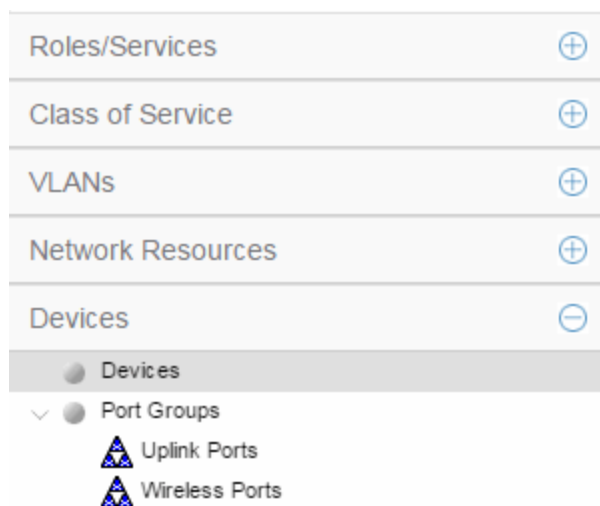 Roles/Services
Class of Service
VLANs
Network Resources
Devices
Devices
Port Groups
Uplink Ports
Wireless Ports